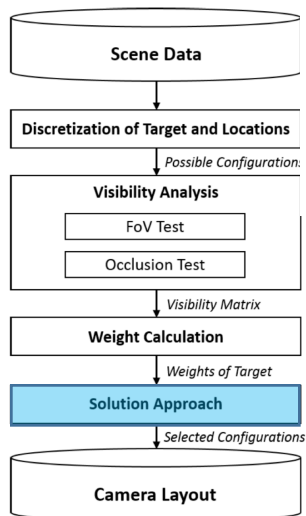 Scene Data
Discretization of Target and Locations
Possible Configurations
Visibility Analysis
FoV Test
Occlusion Test
Visibility Matrix
Weight Calculation
Weights of Target
Solution Approach
Selected Configurations
Camera Layout